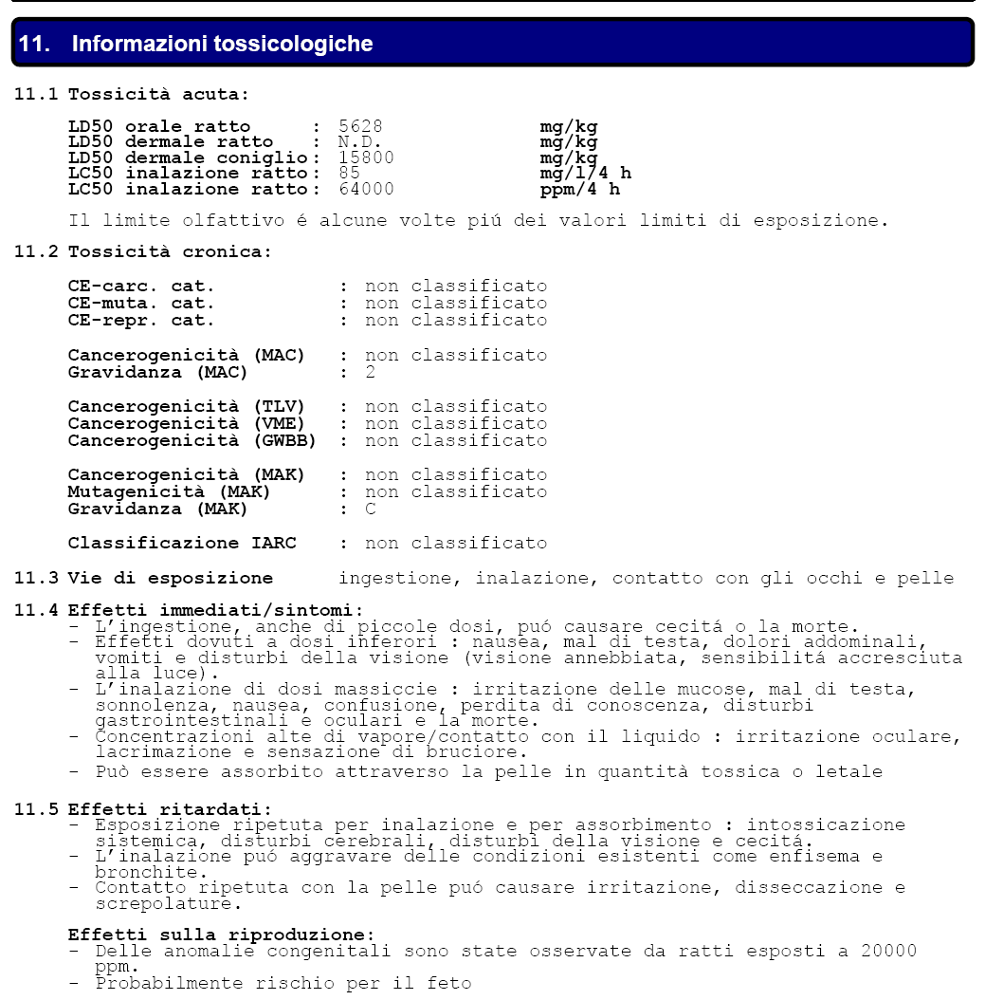 11. Informazioni tossicologiche
11.1 Tossicità acuta:
LD50 orale ratto : 5628 mg/kg
LD50 dermale ratto : N.D. mg/kg
LD50 dermale coniglio: 15800 mg/kg
LC50 inalazione ratto: 85 mg/l/4 h
LC50 inalazione ratto: 64000 ppm/4 h
Il limite olfattivo é alcune volte piú dei valori limiti di esposizione.
11.2 Tossicità cronica:
CE-carc. cat. : non classificato
CE-muta. cat. : non classificato
CE-repr. cat. : non classificato
Cancerogenicità (MAC) : non classificato
Gravidanza (MAC) : 2
Cancerogenicità (TLV) : non classificato
Cancerogenicità (VME) : non classificato
Cancerogenicità (GWBB) : non classificato
Cancerogenicità (MAK) : non classificato
Mutagenicità (MAK) : non classificato
Gravidanza (MAK) : C
Classificazione IARC : non classificato
11.3 Vie di esposizione ingestione, inalazione, contatto con gli occhi e pelle
11.4 Effetti immediati/sintomi:
- L'ingestione, anche di piccole dosi, puó causare cecitá o la morte.
- Effetti dovuti a dosi inferori : nausea, mal di testa, dolori addominali,
vomiti e disturbi della visione (visione annebbiata, sensibilitá accresciuta
alla luce).
- L'inalazione di dosi massiccie : irritazione delle mucose, mal di testa,
sonnolenza, nausea, confusione, perdita di conoscenza, disturbi
gastrointestinali e oculari e la morte.
- Concentrazioni alte di vapore/contatto con il liquido : irritazione oculare,
lacrimazione e sensazione di bruciore.
- Può essere assorbito attraverso la pelle in quantità tossica o letale
11.5 Effetti ritardati:
- Esposizione ripetuta per inalazione e per assorbimento : intossicazione
sistemica, disturbi cerebrali, disturbi della visione e cecitá.
- L'inalazione puó aggravare delle condizioni esistenti come enfisema e
bronchite.
- Contatto ripetuta con la pelle puó causare irritazione, disseccazione e
screpolature.
Effetti sulla riproduzione:
- Delle anomalie congenitali sono state osservate da ratti esposti a 20000
ppm.
- Probabilmente rischio per il feto